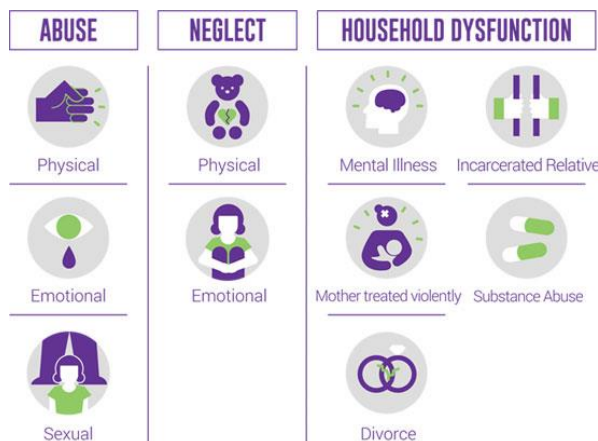 ABUSE
NEGLECT
HOUSEHOLD DYSFUNCTION
Physical
Physical
Mental Illness
Incarcerated Relative
Emotional
Emotional
Mother treated violently
Substance Abuse
Sexual
Divorce